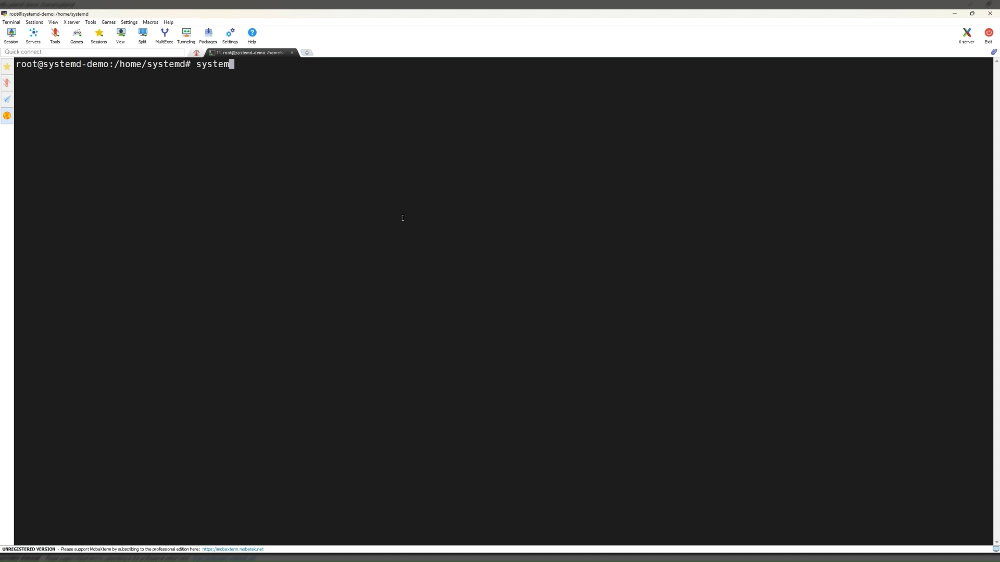 root@systemd-demo: /home/systemd
Terminal Sessions View X server Tools Games Settings Macros Help
Session Servers Tools Games Sessions View Split MultiExec Tunneling Packages Settings Help X server Exit
Quick connect...
11. root@systemd-demo:/home/s
root@systemd-demo:/home/systemd# system
UNREGISTERED VERSION - Please support MobaXterm by subscribing to the professional edition here: https://mobaxterm.mobatek.net